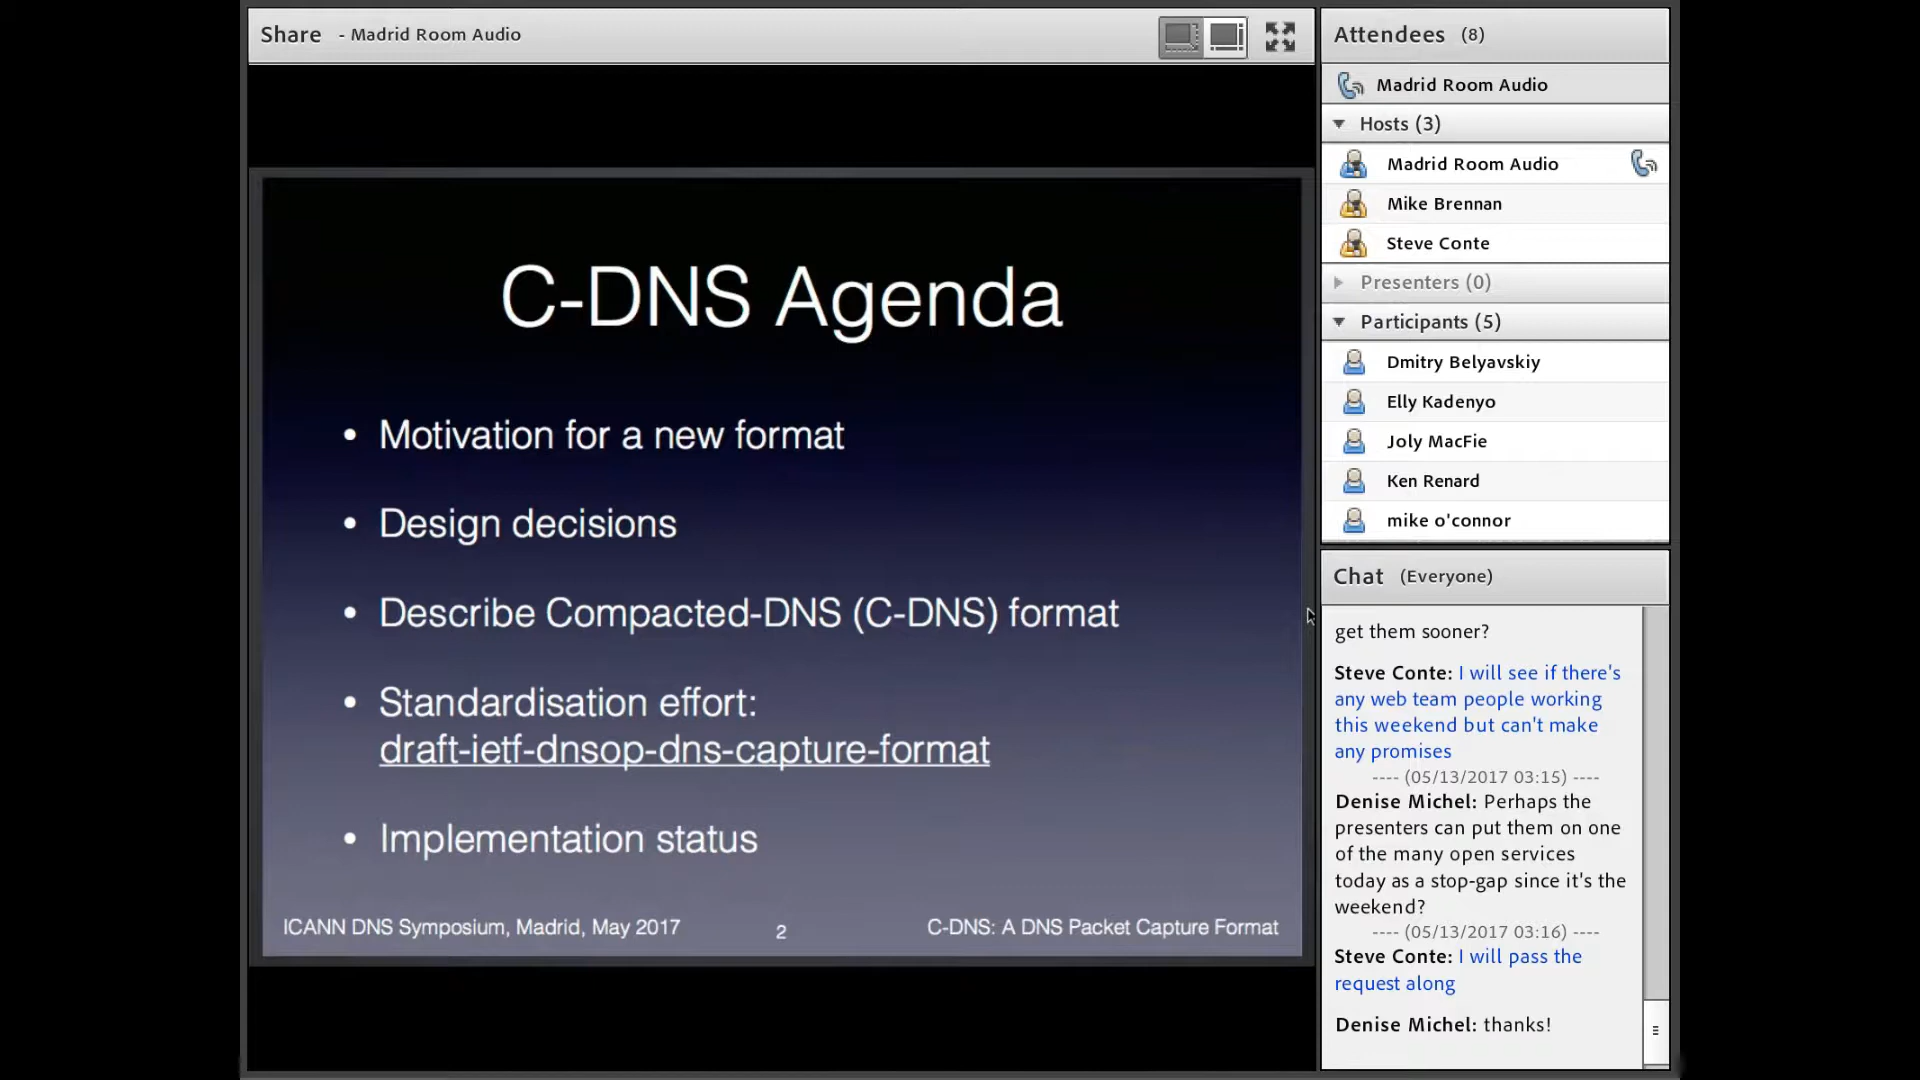 Share - Madrid Room Audio
C-DNS Agenda
• Motivation for a new format
• Design decisions
• Describe Compacted-DNS (C-DNS) format
• Standardisation effort:
draft-ietf-dnsop-dns-capture-format
• Implementation status
ICANN DNS Symposium, Madrid, May 2017
2
C-DNS: A DNS Packet Capture Format
Attendees (8)
Madrid Room Audio
Hosts (3)
Madrid Room Audio
Mike Brennan
Steve Conte
Presenters (0)
Participants (5)
Dmitry Belyavskiy
Elly Kadenyo
Joly MacFie
Ken Renard
mike o'connor
Chat (Everyone)
get them sooner?
Steve Conte: I will see if there's
any web team people working
this weekend but can't make
any promises
---- (05/13/2017 03:15) ----
Denise Michel: Perhaps the
presenters can put them on one
of the many open services
today as a stop-gap since it's the
weekend?
---- (05/13/2017 03:16) ----
Steve Conte: I will pass the
request along
Denise Michel: thanks!